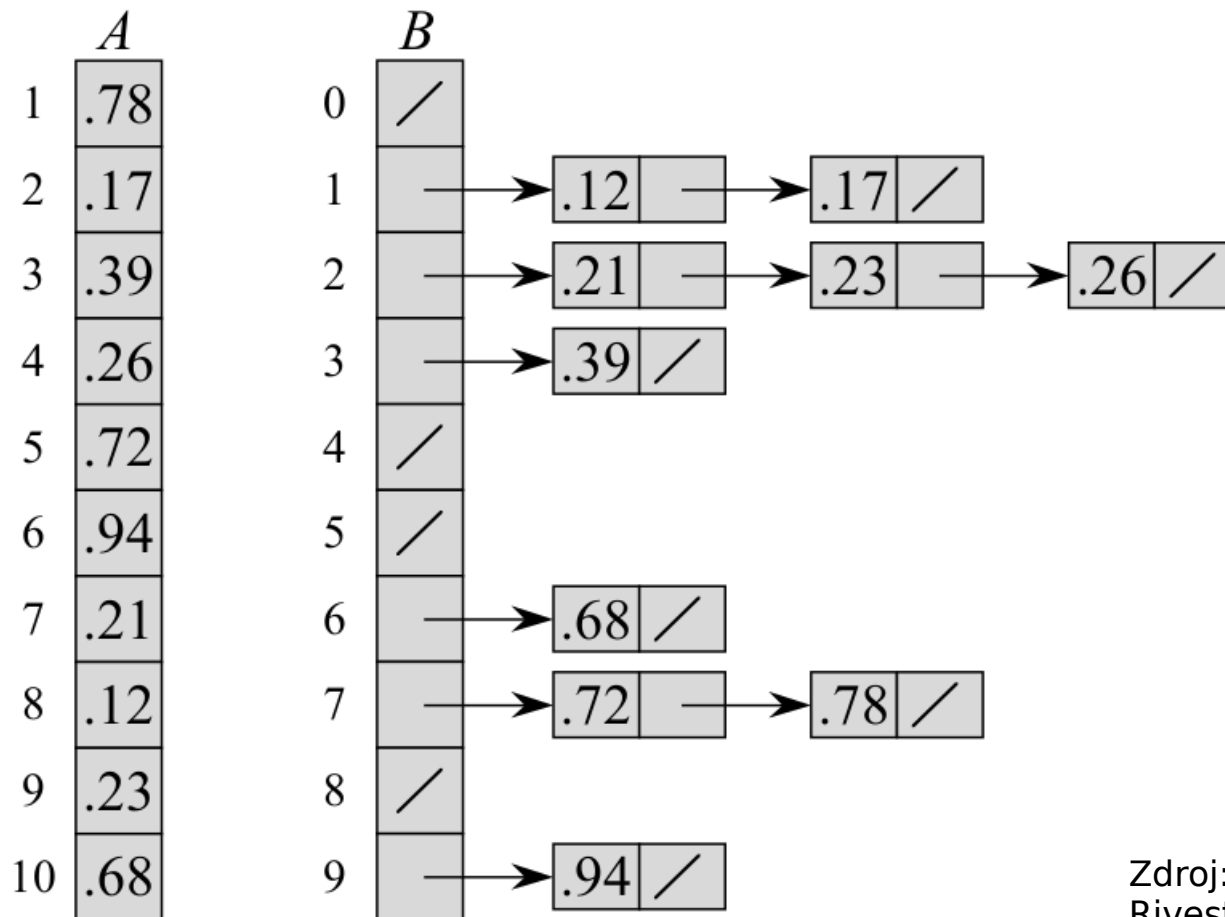 A B
1 .78 0 /
2 .17 1 .12 .17 /
3 .39 2 .21 .23 .26 /
4 .26 3 .39 /
5 .72 4 /
6 .94 5 /
7 .21 6 .68 /
8 .12 7 .72 .78 /
9 .23 8 /
10 .68 9 .94 /
Zdroj:
Rivest